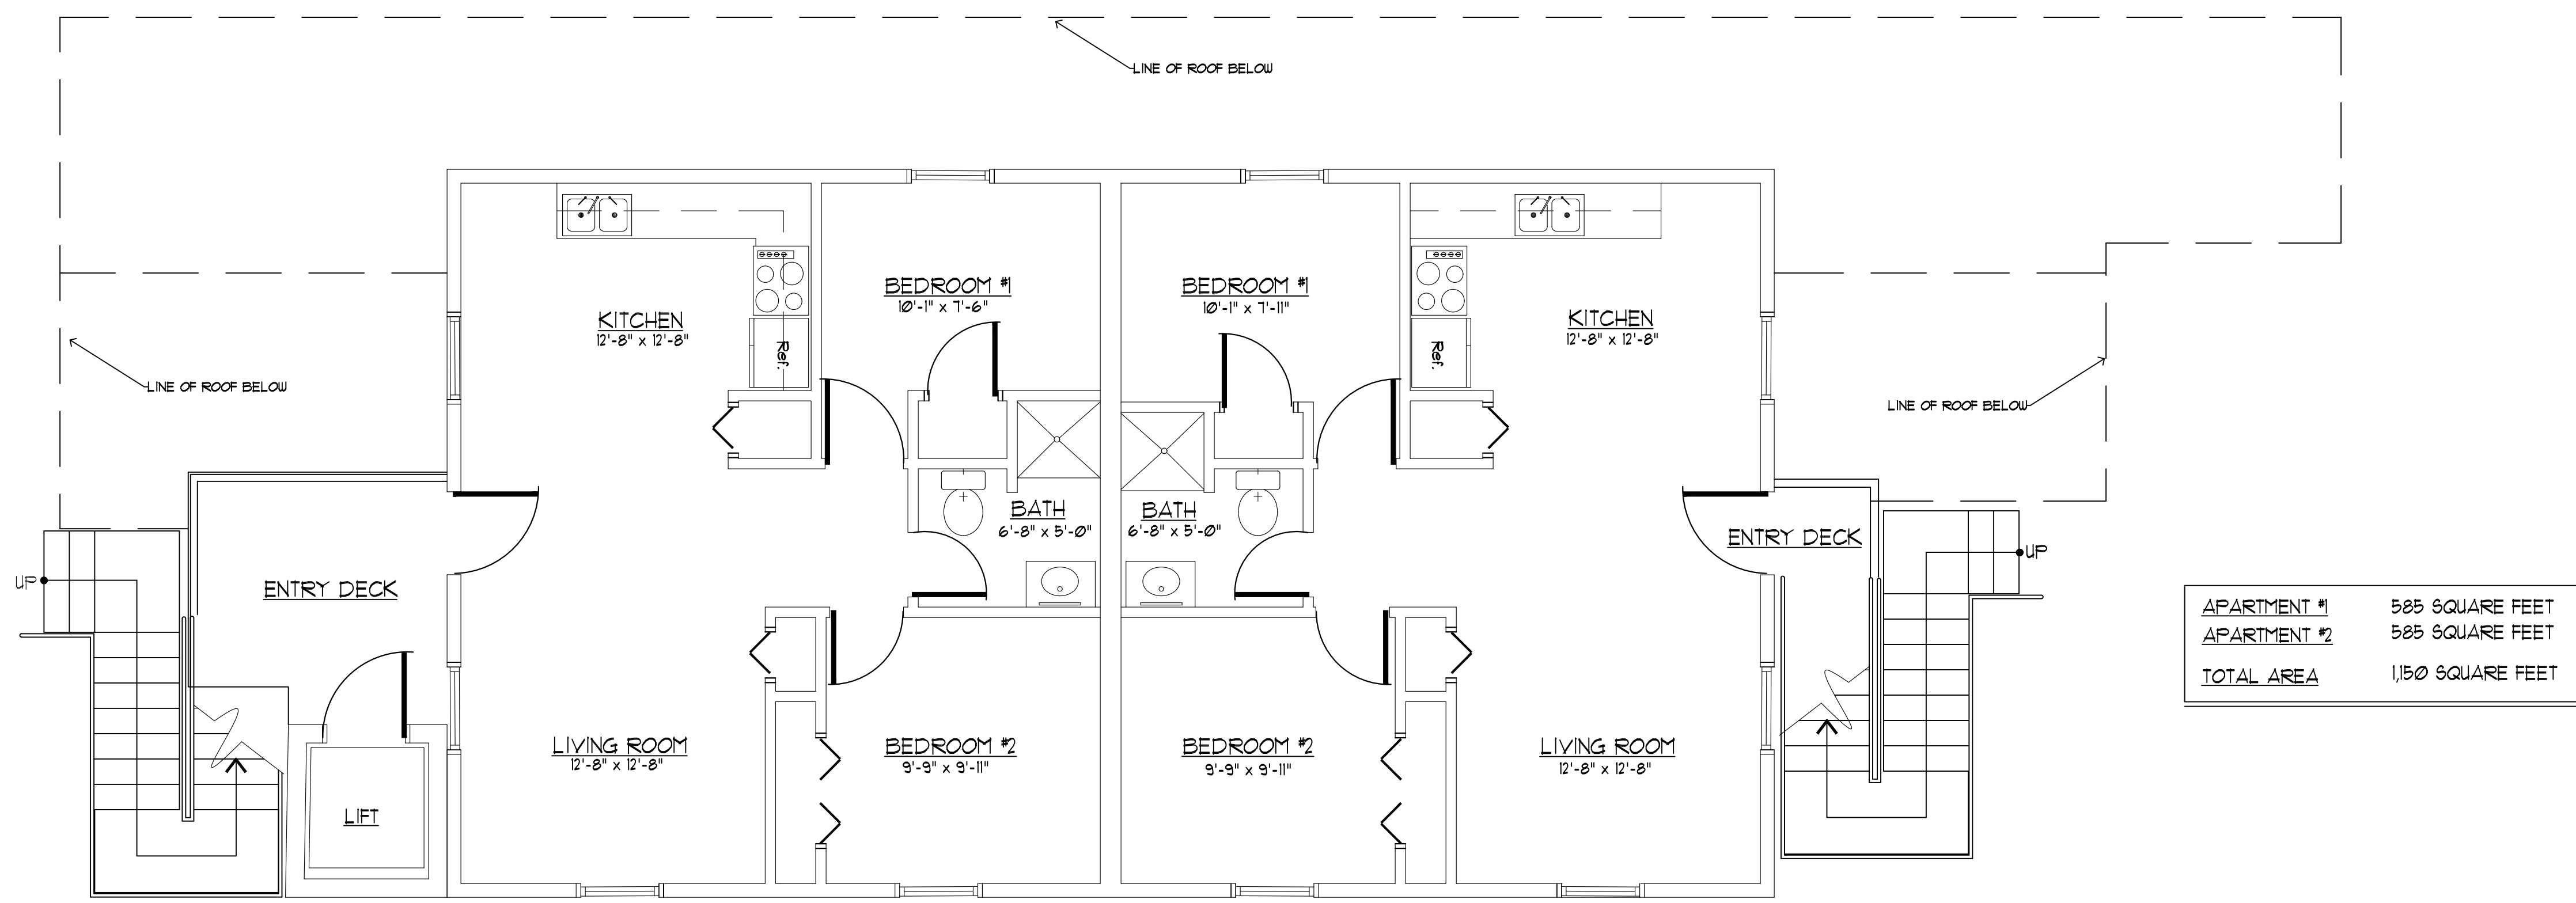 LINE OF ROOF BELOW
BEDROOM #1
10'-1" x 7'-6"
BEDROOM #1
10'-1" x 7'-11"
KITCHEN
12'-8" x 12'-8"
Ref.
Ref.
KITCHEN
12'-8" x 12'-8"
LINE OF ROOF BELOW
LINE OF ROOF BELOW
BATH
6'-8" x 5'-0"
BATH
6'-8" x 5'-0"
ENTRY DECK
UP
UP
ENTRY DECK
APARTMENT #1 585 SQUARE FEET
APARTMENT #2 585 SQUARE FEET
TOTAL AREA 1,150 SQUARE FEET
LIVING ROOM
12'-8" x 12'-8"
BEDROOM #2
9'-9" x 9'-11"
BEDROOM #2
9'-9" x 9'-11"
LIVING ROOM
12'-8" x 12'-8"
LIFT